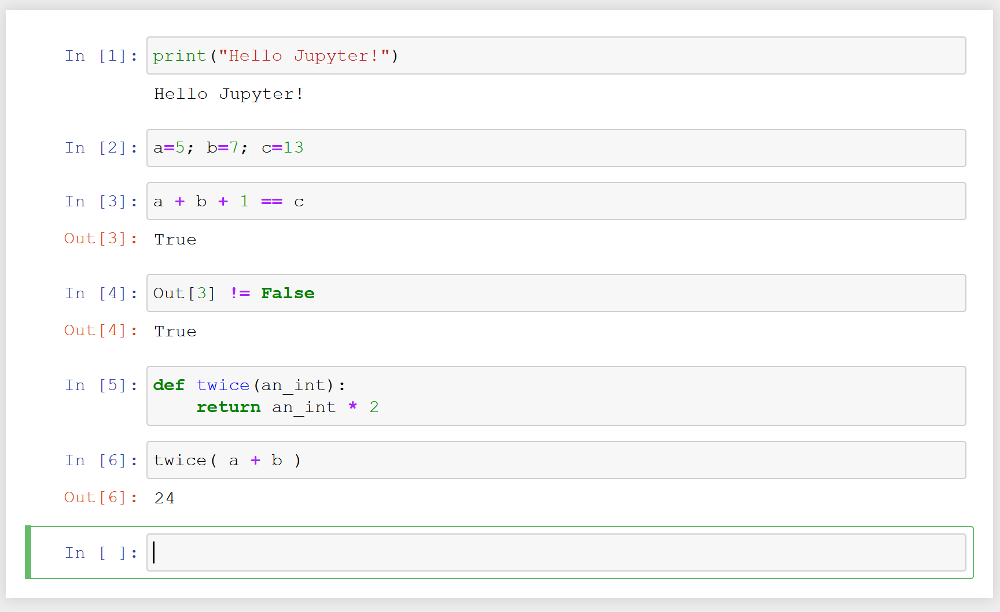 In [1]: print("Hello Jupyter!")
Hello Jupyter!
In [2]: a=5; b=7; c=13
In [3]: a + b + 1 == c
Out[3]: True
In [4]: Out[3] != False
Out[4]: True
In [5]: def twice(an_int):
    return an_int * 2
In [6]: twice( a + b )
Out[6]: 24
In [ ]: